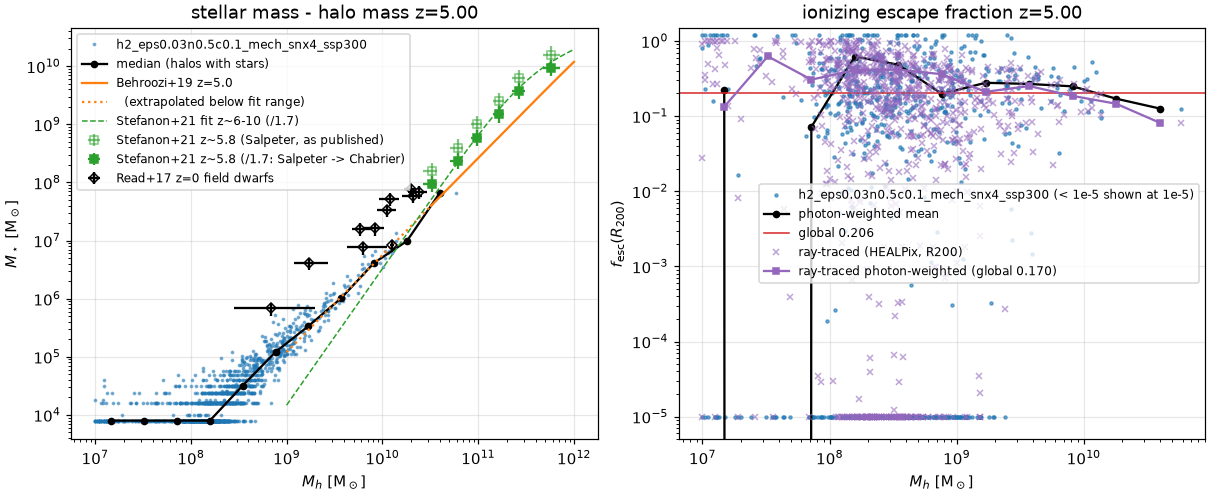 stellar mass - halo mass z=5.00
h2_eps0.03n0.5c0.1_mech_snx4_ssp300
median (halos with stars)
Behroozi+19 z=5.0
(extrapolated below fit range)
Stefanon+21 fit z~6-10 (/1.7)
Stefanon+21 z~5.8 (Salpeter, as published)
Stefanon+21 z~5.8 (/1.7: Salpeter -> Chabrier)
Read+17 z=0 field dwarfs
M⋆ [M⊙]
10¹⁰
10⁹
10⁸
10⁷
10⁶
10⁵
10⁴
10⁷ 10⁸ 10⁹ 10¹⁰ 10¹¹ 10¹²
Mₕ [M⊙]
ionizing escape fraction z=5.00
h2_eps0.03n0.5c0.1_mech_snx4_ssp300 (< 1e-5 shown at 1e-5)
photon-weighted mean
global 0.206
ray-traced (HEALPix, R200)
ray-traced photon-weighted (global 0.170)
f_esc(R₂₀₀)
10⁰
10⁻¹
10⁻²
10⁻³
10⁻⁴
10⁻⁵
10⁷ 10⁸ 10⁹ 10¹⁰
Mₕ [M⊙]